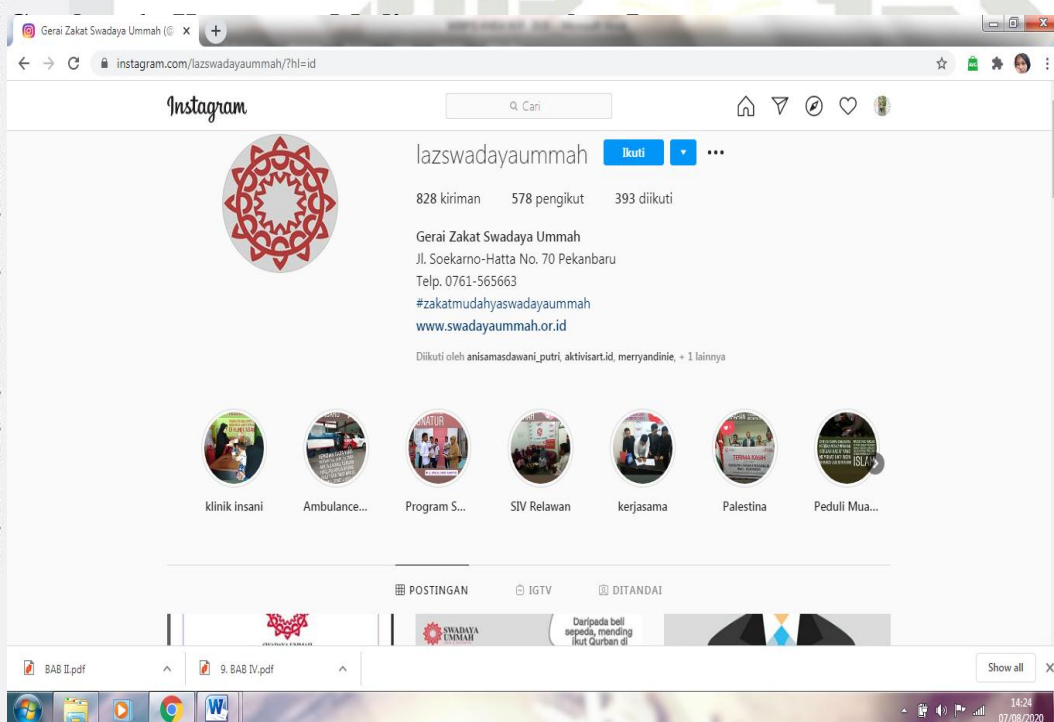 Gerai Zakat Swadaya Ummah (@
instagram.com/lazswadayaummah/?hl=id
Instagram
Cari
lazswadayaummah Ikuti
828 kiriman 578 pengikut 393 diikuti
Gerai Zakat Swadaya Ummah
Jl. Soekarno-Hatta No. 70 Pekanbaru
Telp. 0761-565663
#zakatmudahyaswadayaummah
www.swadayaummah.or.id
Diikuti oleh anisamasdawani_putri, aktivisart.id, merryandinie, + 1 lainnya
NATUR
TERIMA KASIH
ISLA
klinik insani Ambulance... Program S... SIV Relawan kerjasama Palestina Peduli Mua...
POSTINGAN IGTV DITANDAI
SWADAYA
UMMAH
Daripada beli
sepeda, mending
ikut Qurban di
BAB II.pdf 9. BAB IV.pdf Show all
14:24
07/08/2020